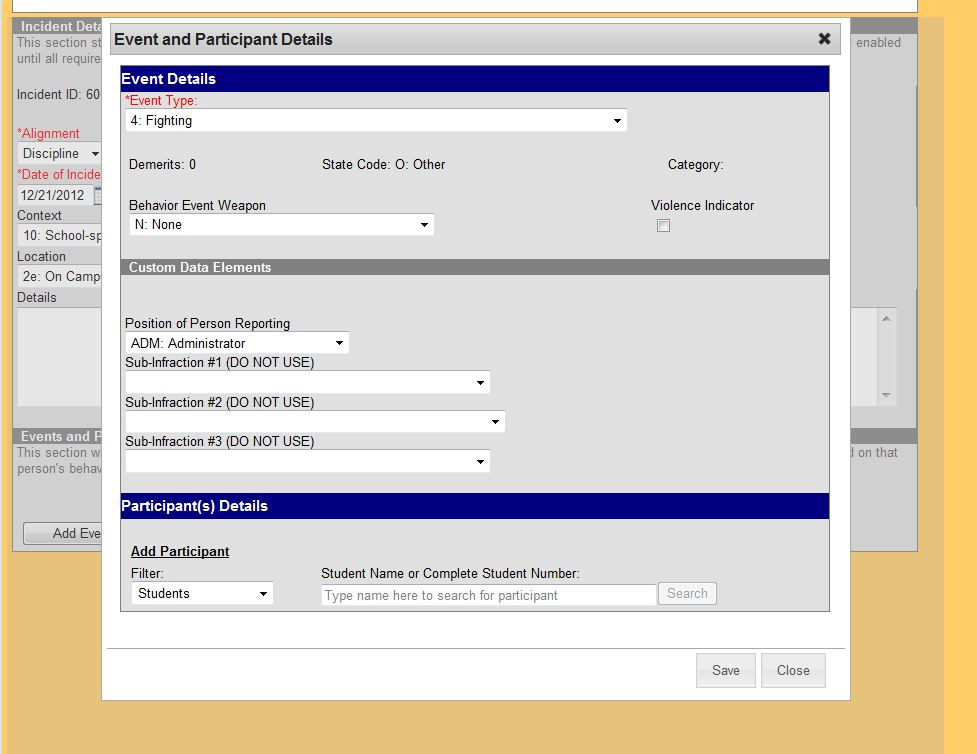 Incident Deta
This section st
enabled
until all require
Incident ID: 60
*Alignment
Discipline
*Date of Incide
12/21/2012
Context
10: School-sp
Location
2e: On Camp
Details
Events and P
This section w
d on that
person's behav
Add Eve
Event and Participant Details
Event Details
*Event Type:
4: Fighting
Demerits: 0 State Code: O: Other Category:
Behavior Event Weapon Violence Indicator
N: None
Custom Data Elements
Position of Person Reporting
ADM: Administrator
Sub-Infraction #1 (DO NOT USE)
Sub-Infraction #2 (DO NOT USE)
Sub-Infraction #3 (DO NOT USE)
Participant(s) Details
Add Participant
Filter: Student Name or Complete Student Number:
Students Type name here to search for participant Search
Save Close